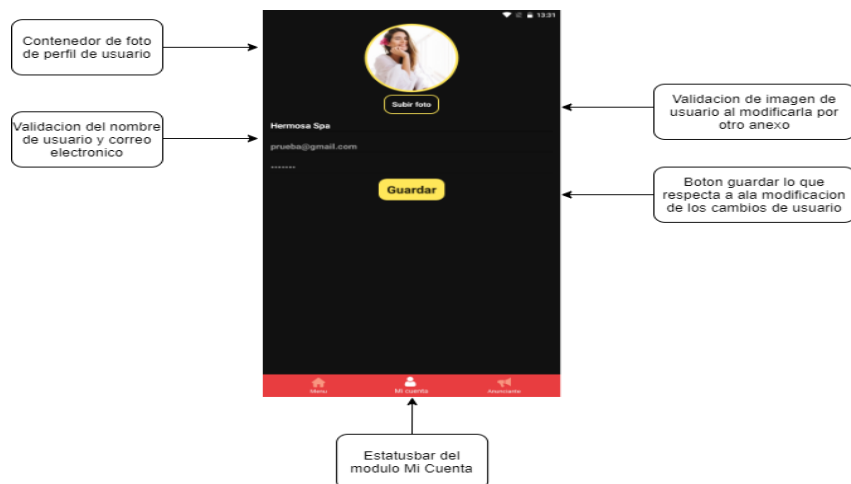 13:31
Contenedor de foto
de perfil de usuario
Subir foto
Validacion de imagen de
usuario al modificarla por
otro anexo
Validacion del nombre
de usuario y correo
electronico
Hermosa Spa
prueba@gmail.com
•••••••
Guardar
Boton guardar lo que
respecta a ala modificacion
de los cambios de usuario
Menu
Mi cuenta
Anunciante
Estatusbar del
modulo Mi Cuenta